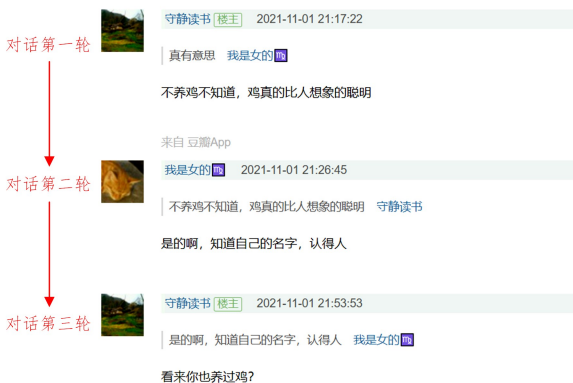 对话第一轮
守静读书 楼主 2021-11-01 21:17:22
真有意思 我是女的♍
不养鸡不知道，鸡真的比人想象的聪明
来自 豆瓣App
对话第二轮
我是女的♍ 2021-11-01 21:26:45
不养鸡不知道，鸡真的比人想象的聪明 守静读书
是的啊，知道自己的名字，认得人
对话第三轮
守静读书 楼主 2021-11-01 21:53:53
是的啊，知道自己的名字，认得人 我是女的♍
看来你也养过鸡？